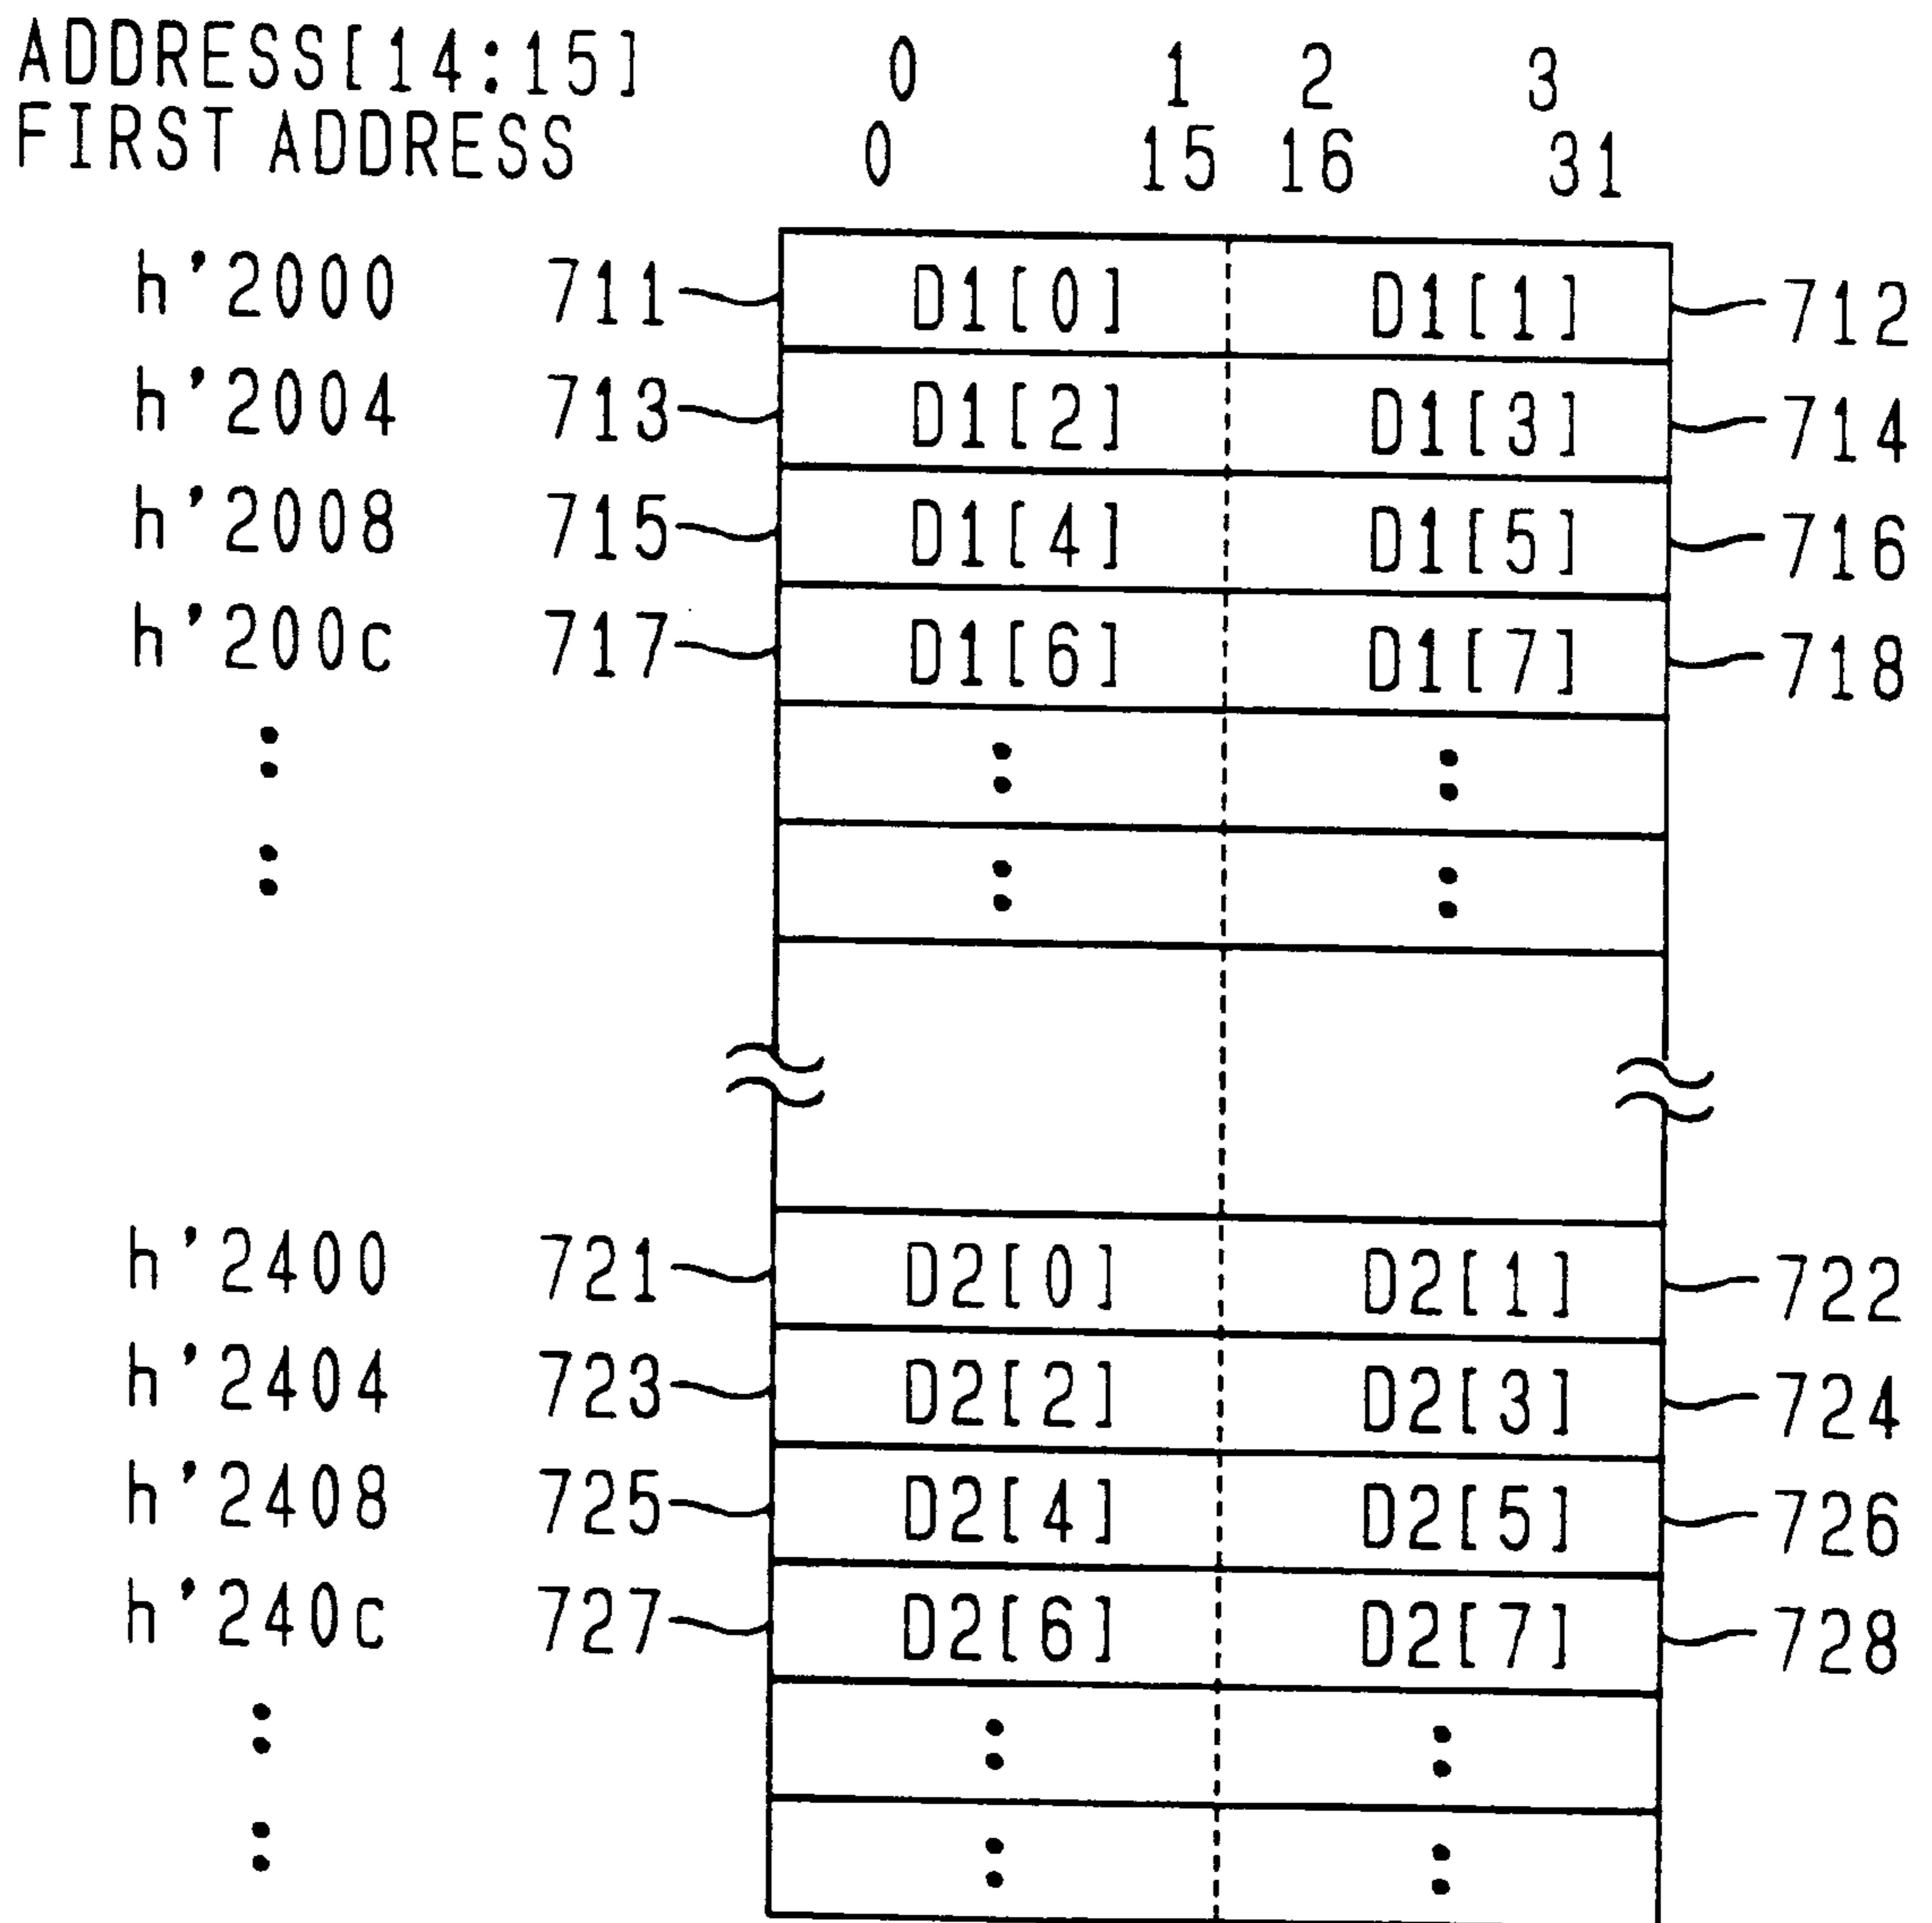 ADDRESS[14:15] 0 1 2 3
FIRST ADDRESS 0 15 16 31
h'2000 711 D1[0] D1[1] 712
h'2004 713 D1[2] D1[3] 714
h'2008 715 D1[4] D1[5] 716
h'200c 717 D1[6] D1[7] 718
: : :
: : :
h'2400 721 D2[0] D2[1] 722
h'2404 723 D2[2] D2[3] 724
h'2408 725 D2[4] D2[5] 726
h'240c 727 D2[6] D2[7] 728
: : :
: : :